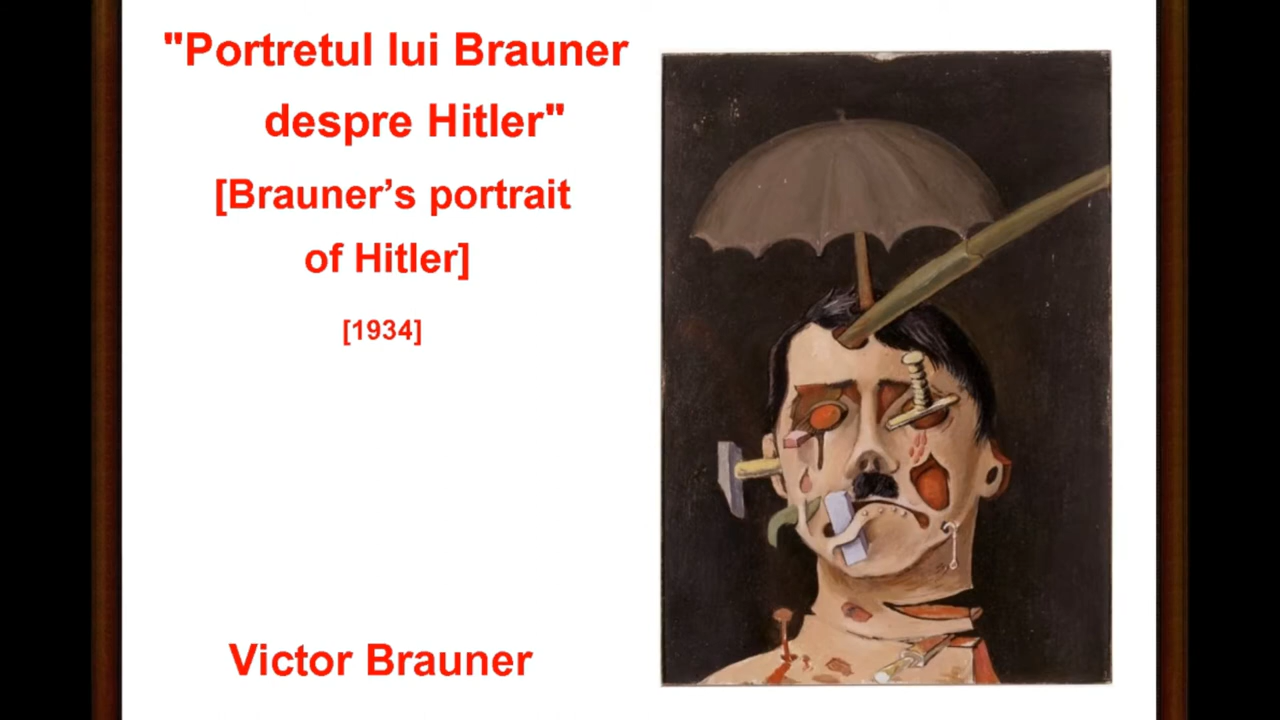 "Portretul lui Brauner
despre Hitler"
[Brauner’s portrait
of Hitler]
[1934]
Victor Brauner